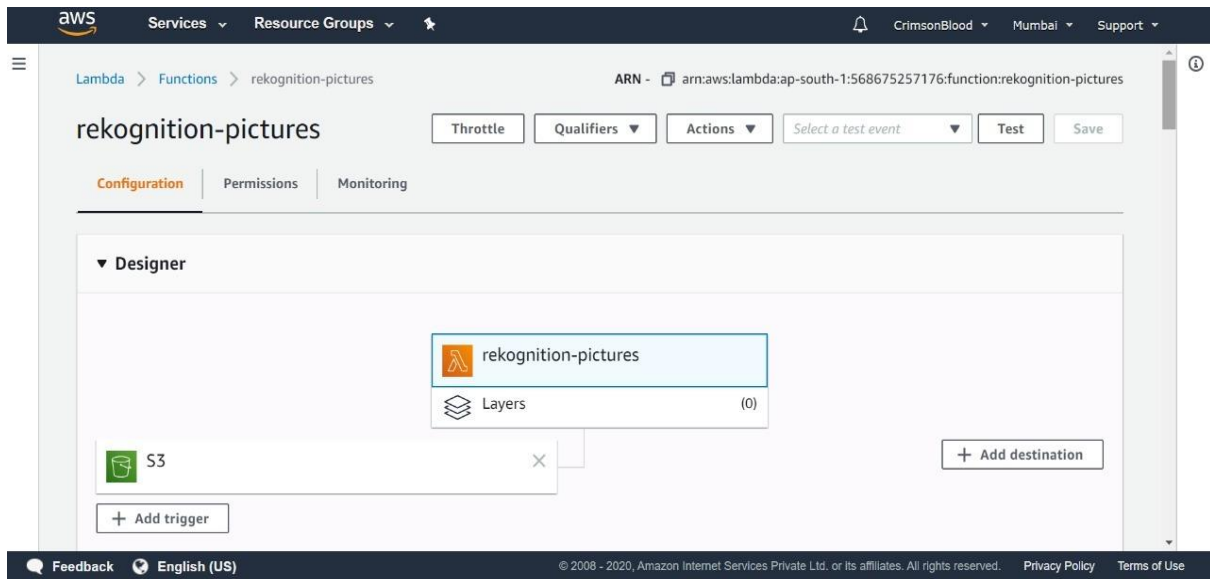 aws Services Resource Groups CrimsonBlood Mumbai Support
Lambda > Functions > rekognition-pictures ARN - arn:aws:lambda:ap-south-1:568675257176:function:rekognition-pictures
rekognition-pictures Throttle Qualifiers Actions Select a test event Test Save
Configuration Permissions Monitoring
Designer
rekognition-pictures
Layers (0)
S3
+ Add destination
+ Add trigger
Feedback English (US) © 2008 - 2020, Amazon Internet Services Private Ltd. or its affiliates. All rights reserved. Privacy Policy Terms of Use